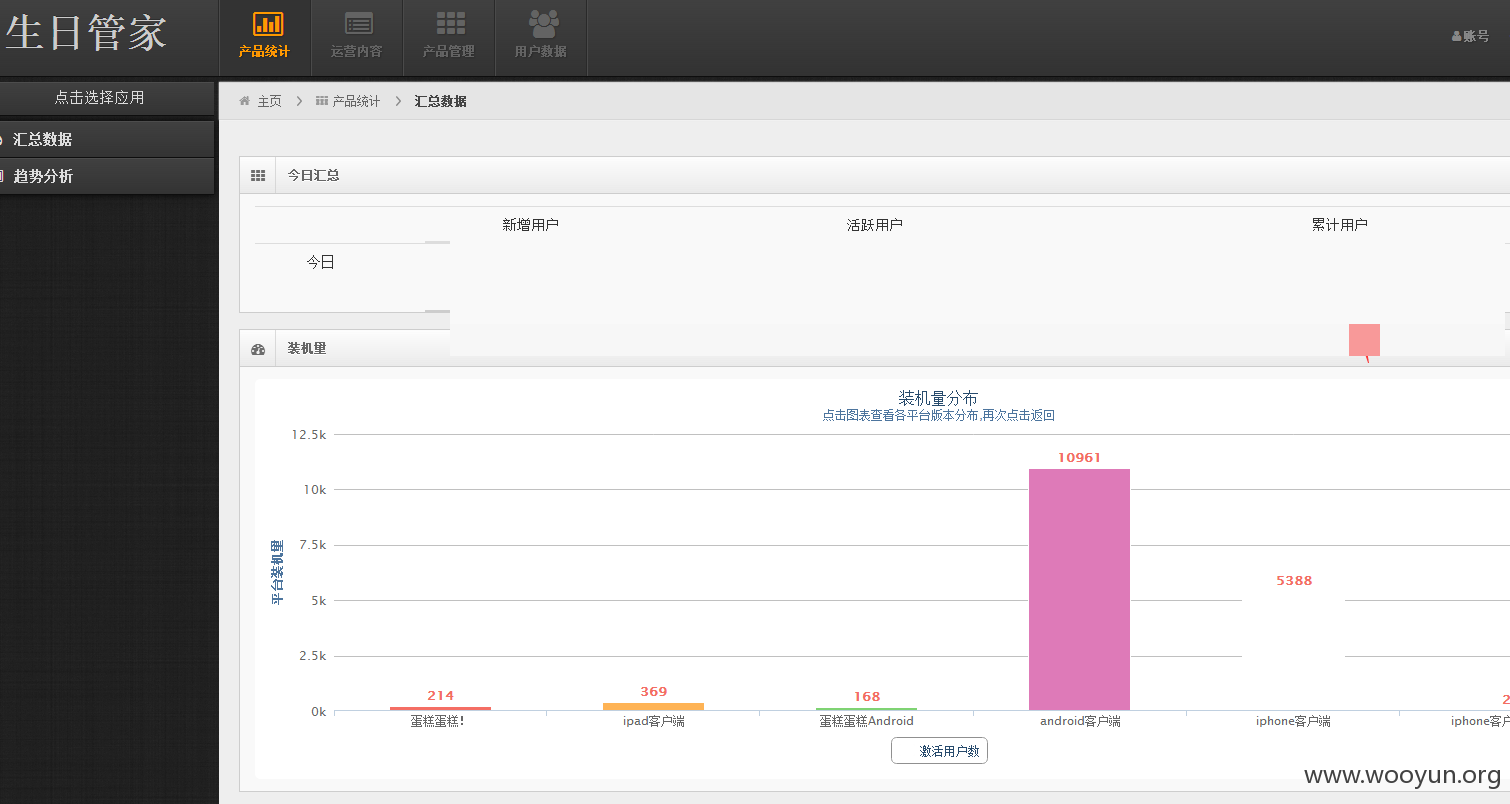 生日管家
产品统计
运营内容
产品管理
用户数据
账号
点击选择应用
汇总数据
趋势分析
主页
产品统计
汇总数据
今日汇总
新增用户
活跃用户
累计用户
今日
装机量
装机量分布
点击图表查看各平台版本分布,再次点击返回
平台装机量
12.5k
10k
7.5k
5k
2.5k
0k
214
369
168
10961
5388
2
蛋糕蛋糕!
ipad客户端
蛋糕蛋糕Android
android客户端
iphone客户端
iphone客户
激活用户数
www.wooyun.org